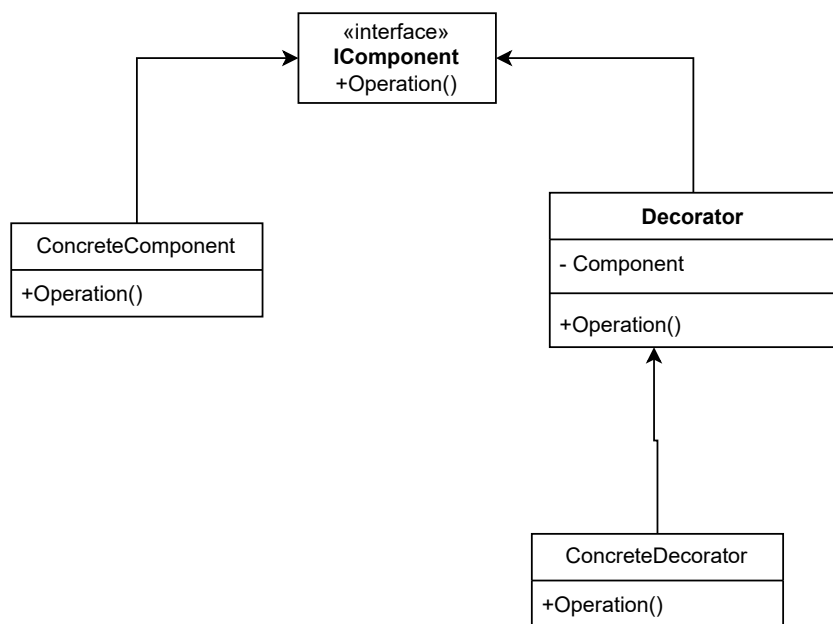 «interface»
IComponent
+Operation()
ConcreteComponent
+Operation()
Decorator
- Component
+Operation()
ConcreteDecorator
+Operation()